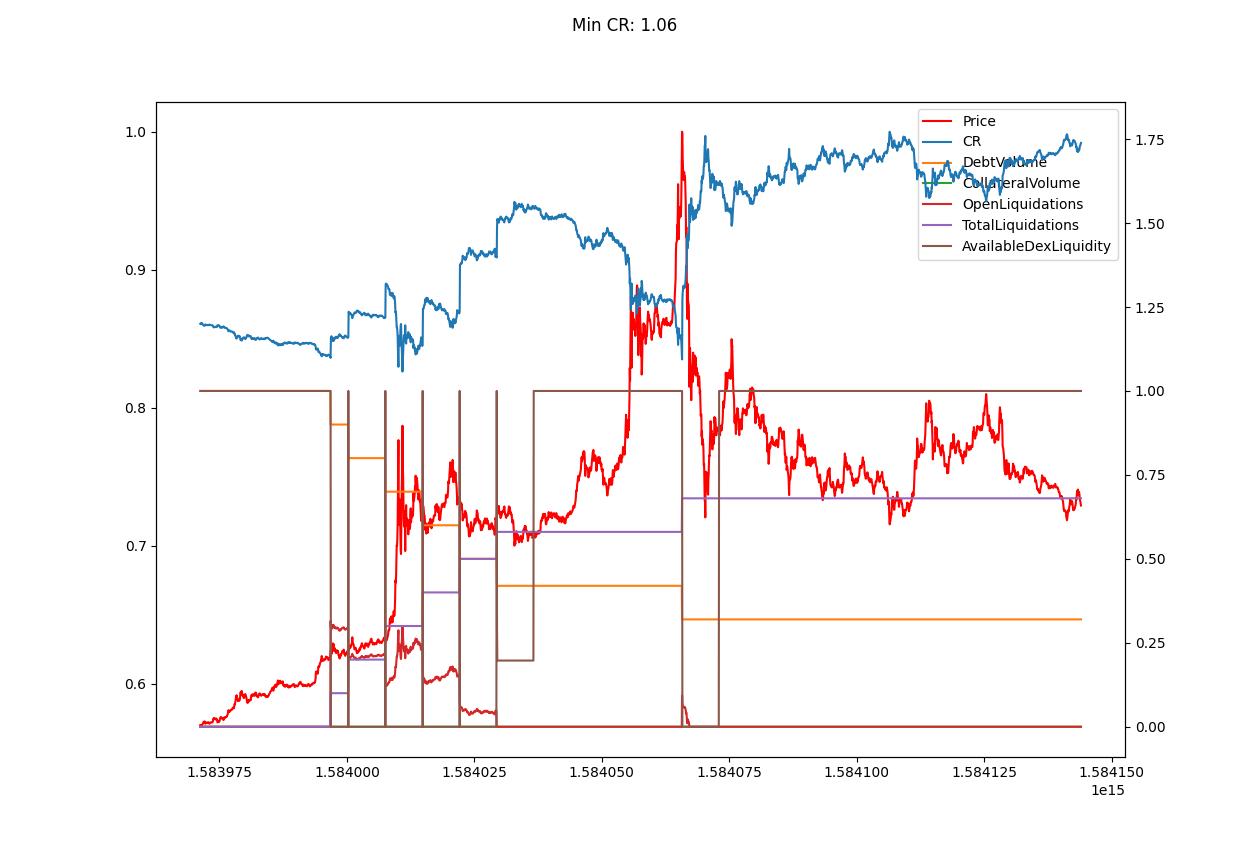 Min CR: 1.06
1.0
0.9
0.8
0.7
0.6
1.75
1.50
1.25
1.00
0.75
0.50
0.25
0.00
Price
CR
DebtVolume
CollateralVolume
OpenLiquidations
TotalLiquidations
AvailableDexLiquidity
1.583975 1.584000 1.584025 1.584050 1.584075 1.584100 1.584125 1.584150
1e15